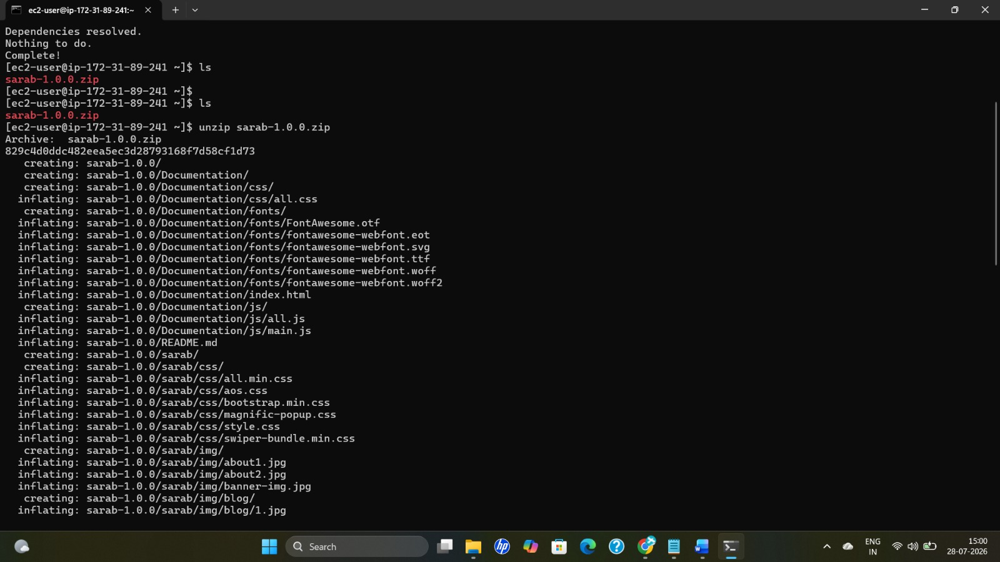 ec2-user@ip-172-31-89-241:~
Dependencies resolved.
Nothing to do.
Complete!
[ec2-user@ip-172-31-89-241 ~]$ ls
sarab-1.0.0.zip
[ec2-user@ip-172-31-89-241 ~]$
[ec2-user@ip-172-31-89-241 ~]$ ls
sarab-1.0.0.zip
[ec2-user@ip-172-31-89-241 ~]$ unzip sarab-1.0.0.zip
Archive:  sarab-1.0.0.zip
829c4d0ddc482eea5ec3d28793168f7d58cf1d73
   creating: sarab-1.0.0/
   creating: sarab-1.0.0/Documentation/
   creating: sarab-1.0.0/Documentation/css/
  inflating: sarab-1.0.0/Documentation/css/all.css
   creating: sarab-1.0.0/Documentation/fonts/
  inflating: sarab-1.0.0/Documentation/fonts/FontAwesome.otf
  inflating: sarab-1.0.0/Documentation/fonts/fontawesome-webfont.eot
  inflating: sarab-1.0.0/Documentation/fonts/fontawesome-webfont.svg
  inflating: sarab-1.0.0/Documentation/fonts/fontawesome-webfont.ttf
  inflating: sarab-1.0.0/Documentation/fonts/fontawesome-webfont.woff
  inflating: sarab-1.0.0/Documentation/fonts/fontawesome-webfont.woff2
  inflating: sarab-1.0.0/Documentation/index.html
   creating: sarab-1.0.0/Documentation/js/
  inflating: sarab-1.0.0/Documentation/js/all.js
  inflating: sarab-1.0.0/Documentation/js/main.js
  inflating: sarab-1.0.0/README.md
   creating: sarab-1.0.0/sarab/
   creating: sarab-1.0.0/sarab/css/
  inflating: sarab-1.0.0/sarab/css/all.min.css
  inflating: sarab-1.0.0/sarab/css/aos.css
  inflating: sarab-1.0.0/sarab/css/bootstrap.min.css
  inflating: sarab-1.0.0/sarab/css/magnific-popup.css
  inflating: sarab-1.0.0/sarab/css/style.css
  inflating: sarab-1.0.0/sarab/css/swiper-bundle.min.css
   creating: sarab-1.0.0/sarab/img/
  inflating: sarab-1.0.0/sarab/img/about1.jpg
  inflating: sarab-1.0.0/sarab/img/about2.jpg
  inflating: sarab-1.0.0/sarab/img/banner-img.jpg
   creating: sarab-1.0.0/sarab/img/blog/
  inflating: sarab-1.0.0/sarab/img/blog/1.jpg
Search
hp
W
ENG
IN
15:00
28-07-2026